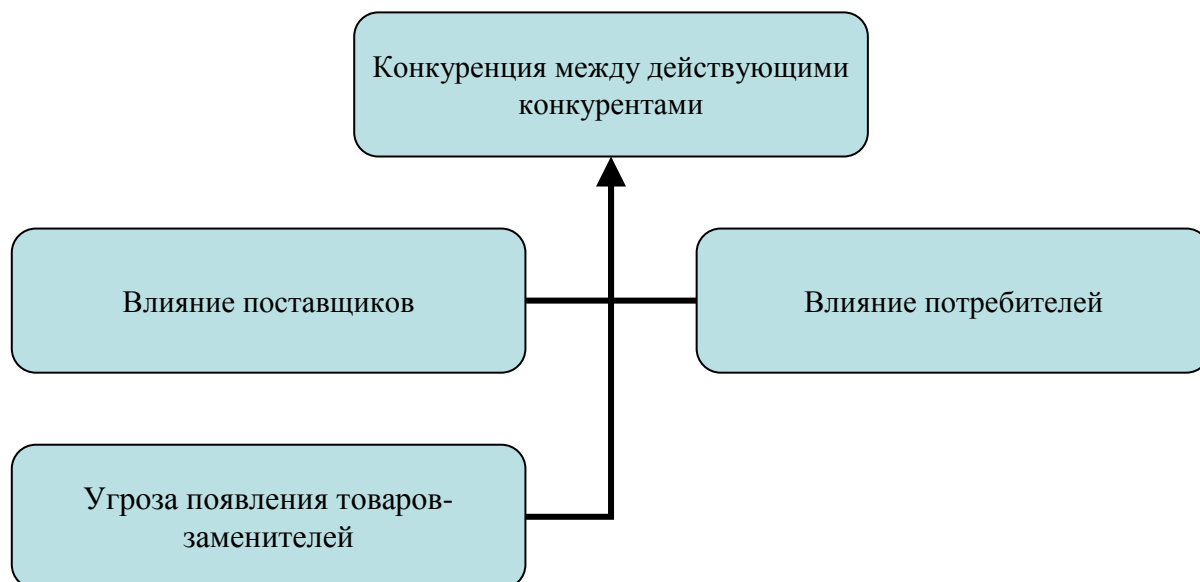 Конкуренция между действующими
конкурентами
Влияние поставщиков
Влияние потребителей
Угроза появления товаров-
заменителей